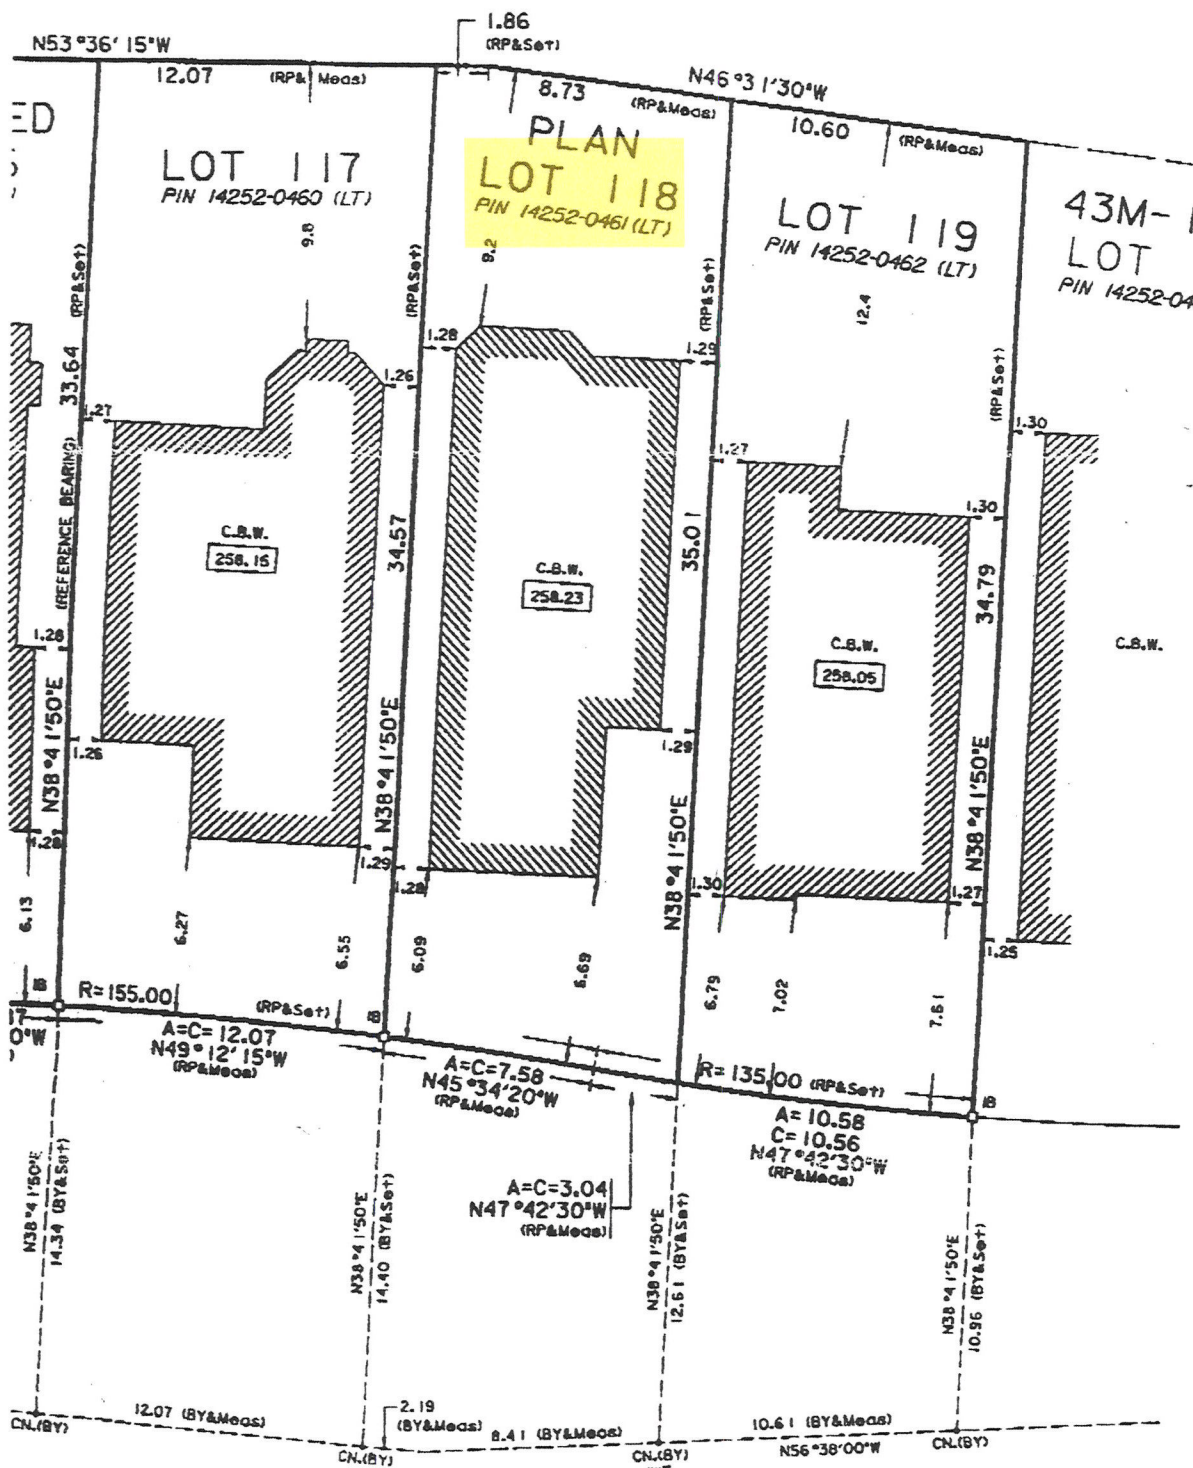 1.86
(RP&Set)
N53°36'15"W
12.07
(RP& Meas)
8.73
(RP&Meas)
N46°31'30"W
10.60
(RP&Meas)
ED
LOT 117
PIN 14252-0460 (LT)
PLAN
LOT 118
PIN 14252-0461(LT)
LOT 119
PIN 14252-0462 (LT)
43M-
LOT
PIN 14252-04
(RP&Set)
9.8
(RP&Set)
9.2
(RP&Set)
12.4
(RP&Set)
33.64
(REFERENCE BEARING)
N38°41'50"E
1.27
1.26
1.28
1.29
1.27
1.30
1.30
C.B.W.
258.15
34.57
N38°41'50"E
C.B.W.
258.23
35.01
N38°41'50"E
C.B.W.
258.05
34.79
N38°41'50"E
C.B.W.
1.28
1.26
1.28
1.29
1.28
1.29
1.30
1.27
1.25
6.13
6.27
6.55
6.09
6.69
6.79
7.02
7.61
IB
R=155.00
(RP&Set)
IB
A=C=12.07
N49°12'15"W
(RP&Meas)
A=C=7.58
N45°34'20"W
(RP&Meas)
R=135.00 (RP&Set)
IB
A=10.58
C=10.56
N47°42'30"W
(RP&Meas)
17
0"W
A=C=3.04
N47°42'30"W
(RP&Meas)
N38°41'50"E
14.34 (BY&Set)
N38°41'50"E
14.40 (BY&Set)
N38°41'50"E
12.61 (BY&Set)
N38°41'50"E
10.96 (BY&Set)
12.07 (BY&Meas)
2.19
(BY&Meas)
8.41 (BY&Meas)
10.61 (BY&Meas)
N56°38'00"W
CN.(BY)
CN.(BY)
CN.(BY)
CN.(BY)